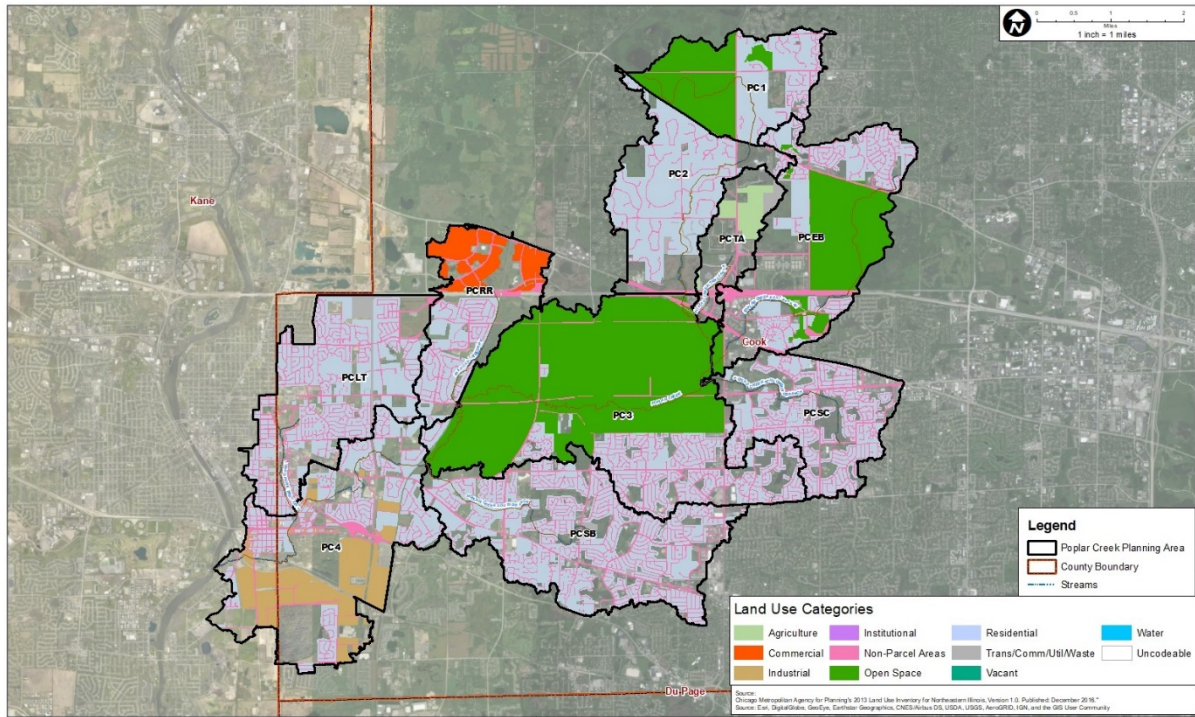 0 0.5 1 2
Miles
1 inch = 1 miles
N
PC1
Kane
PC2
PCTA
PCEB
PCRR
Cook
PCLT
PC3
PCSC
PCSB
PC4
Du Page
Legend
Poplar Creek Planning Area
County Boundary
Streams
Land Use Categories
Agriculture Institutional Residential Water
Commercial Non-Parcel Areas Trans/Comm/Util/Waste Uncodeable
Industrial Open Space Vacant
Source:
Chicago Metropolitan Agency for Planning's 2013 Land Use Inventory for Northeastern Illinois. Version 1.0. Published: December 2018."
Source: Esri, DigitalGlobe, GeoEye, Earthstar Geographics, CNES/Airbus DS, USDA, USGS, AeroGRID, IGN, and the GIS User Community